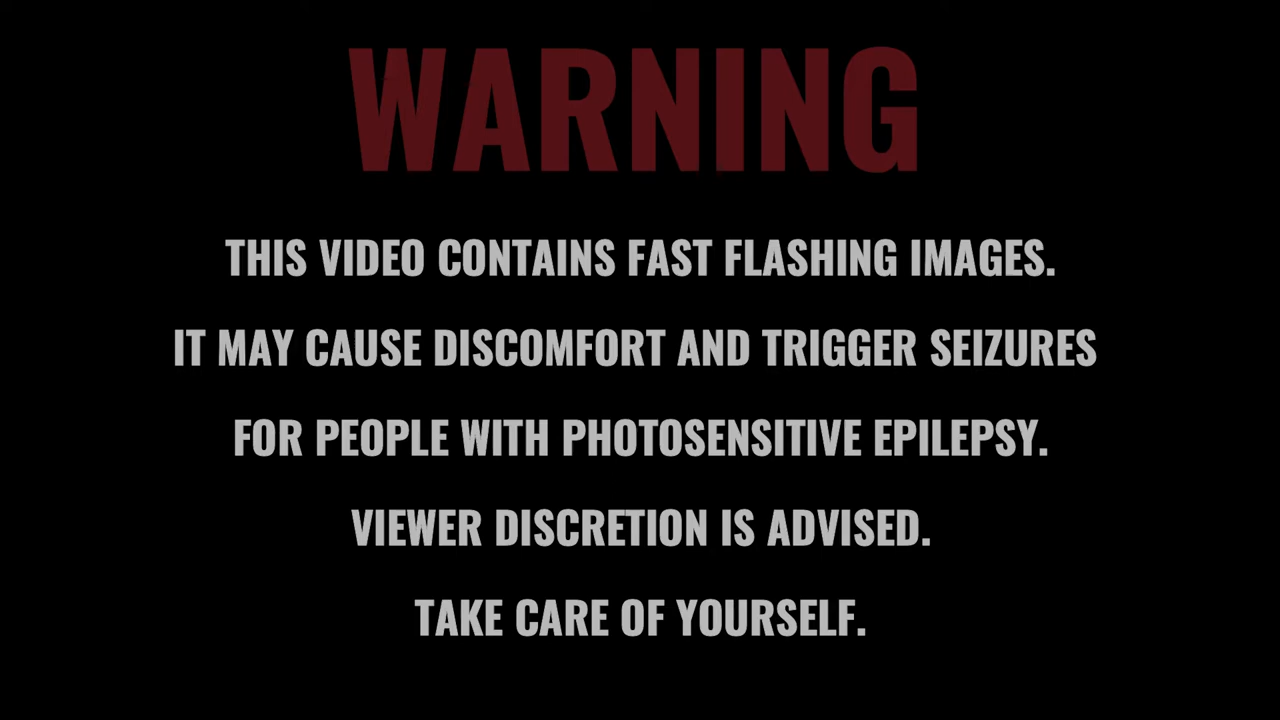 WARNING
THIS VIDEO CONTAINS FAST FLASHING IMAGES.
IT MAY CAUSE DISCOMFORT AND TRIGGER SEIZURES
FOR PEOPLE WITH PHOTOSENSITIVE EPILEPSY.
VIEWER DISCRETION IS ADVISED.
TAKE CARE OF YOURSELF.